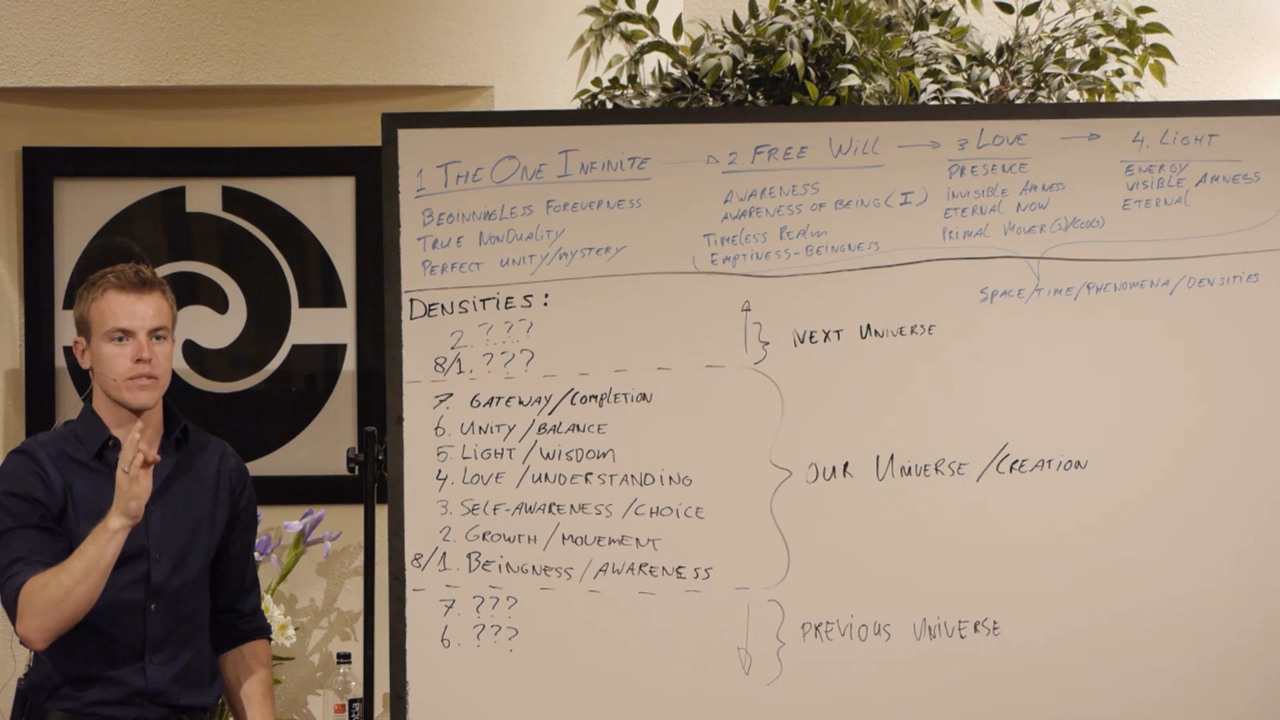 1 THE ONE INFINITE → 2 FREE WILL → 3 LOVE → 4. LIGHT
BEGINNINGLESS FOREVERNESS
TRUE NONDUALITY
PERFECT UNITY/MYSTERY
AWARENESS
AWARENESS OF BEING (I)
TIMELESS REALM
EMPTINESS-BEINGNESS
PRESENCE
INVISIBLE AMNESS
ETERNAL NOW
PRIMAL MOVER(S)/
ENERGY
VISIBLE AMNESS
ETERNAL
SPACE/TIME/PHENOMENA/DENSITIES
DENSITIES:
2. ???
8/1. ???
NEXT UNIVERSE
7. GATEWAY/COMPLETION
6. UNITY/BALANCE
5. LIGHT/WISDOM
4. LOVE/UNDERSTANDING
3. SELF-AWARENESS/CHOICE
2. GROWTH/MOVEMENT
8/1. BEINGNESS/AWARENESS
OUR UNIVERSE/CREATION
7. ???
6. ???
PREVIOUS UNIVERSE